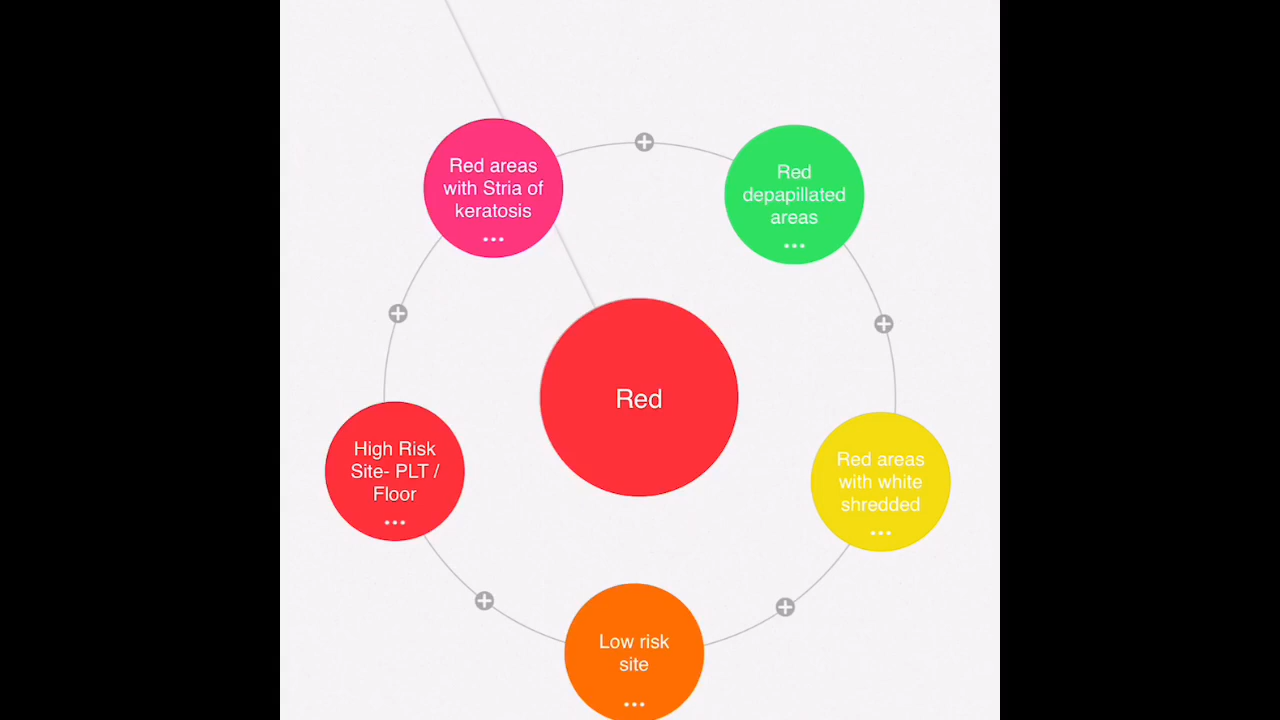 Red areas
with Stria of
keratosis
Red
depapillated
areas
Red
High Risk
Site- PLT /
Floor
Red areas
with white
shredded
Low risk
site